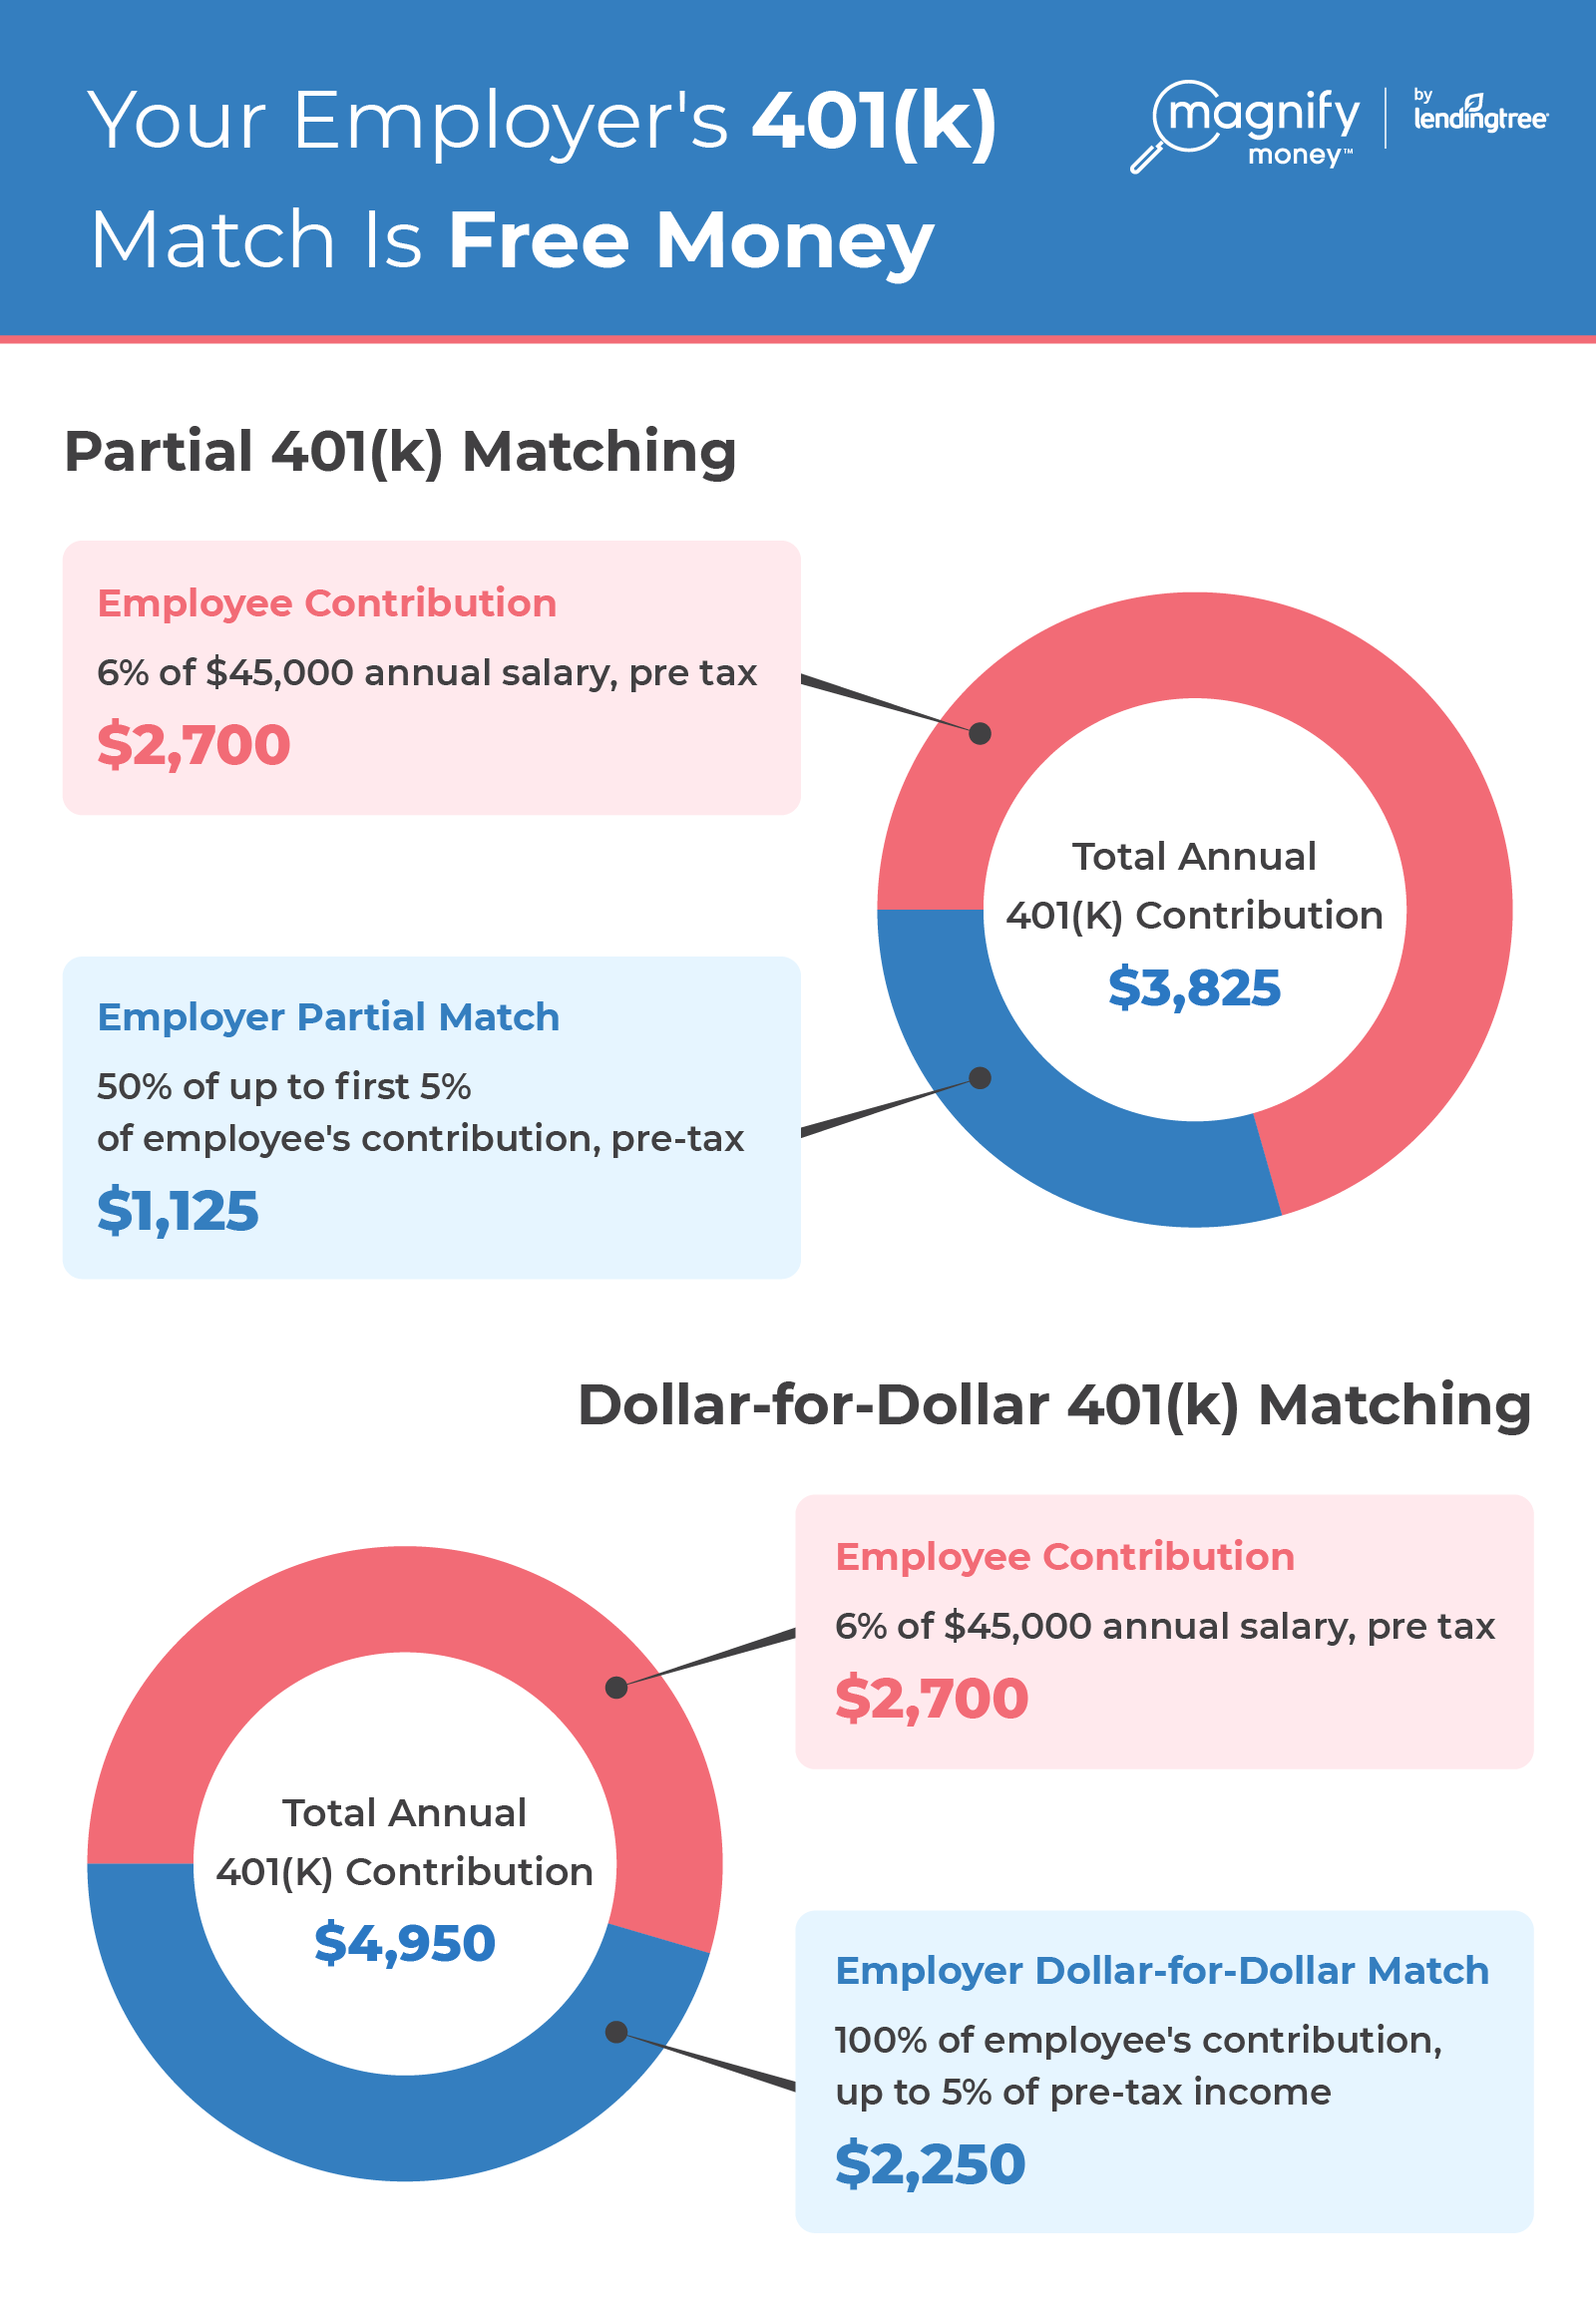 Your Employer's 401(k)
Match Is Free Money
magnify
money™
by
lendingtree
Partial 401(k) Matching
Employee Contribution
6% of $45,000 annual salary, pre tax
$2,700
Total Annual
401(K) Contribution
$3,825
Employer Partial Match
50% of up to first 5%
of employee's contribution, pre-tax
$1,125
Dollar-for-Dollar 401(k) Matching
Employee Contribution
6% of $45,000 annual salary, pre tax
$2,700
Total Annual
401(K) Contribution
$4,950
Employer Dollar-for-Dollar Match
100% of employee's contribution,
up to 5% of pre-tax income
$2,250